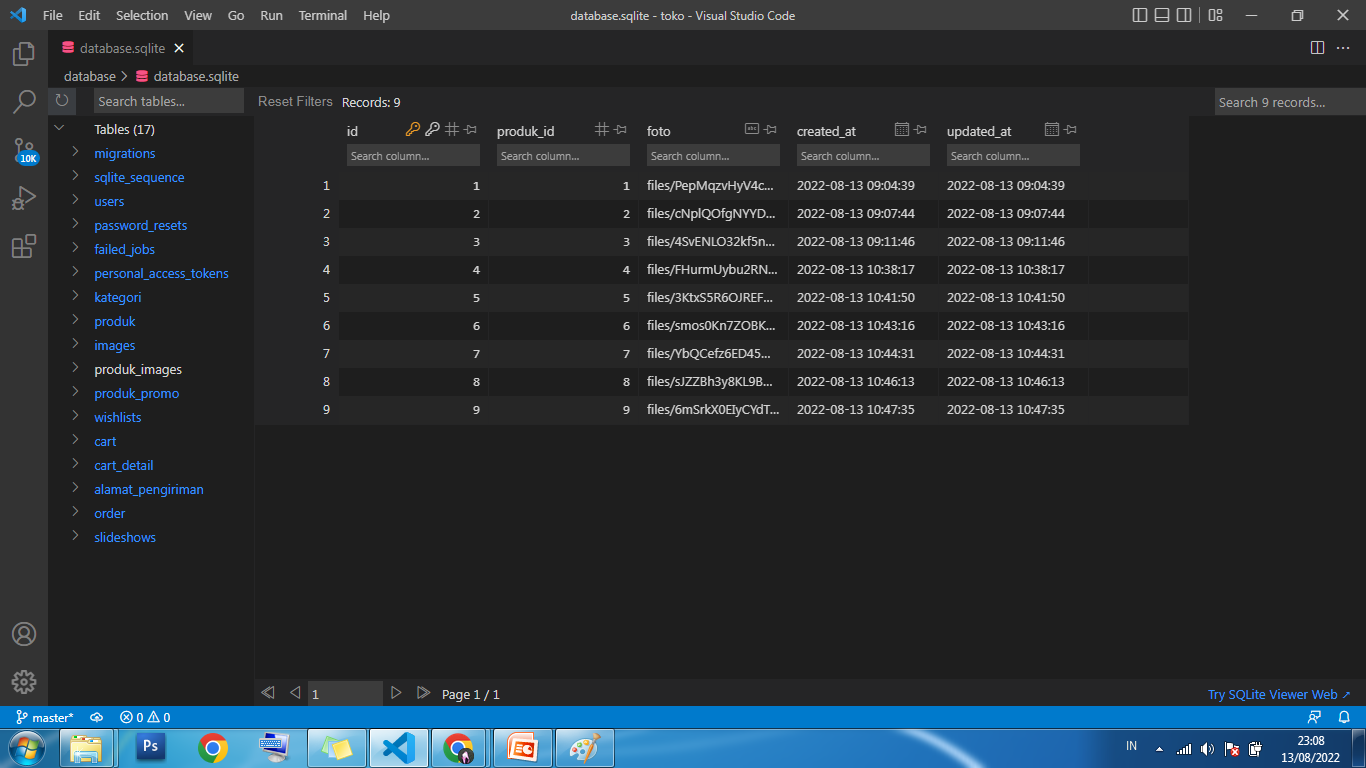 File Edit Selection View Go Run Terminal Help database.sqlite - toko - Visual Studio Code
database.sqlite
database > database.sqlite
Search tables... Reset Filters Records: 9 Search 9 records...
Tables (17)
migrations
sqlite_sequence
users
password_resets
failed_jobs
personal_access_tokens
kategori
produk
images
produk_images
produk_promo
wishlists
cart
cart_detail
alamat_pengiriman
order
slideshows
id produk_id foto created_at updated_at
Search column... Search column... Search column... Search column... Search column...
1 1 1 files/PepMqzvHyV4c... 2022-08-13 09:04:39 2022-08-13 09:04:39
2 2 2 files/cNplQOfgNYYD... 2022-08-13 09:07:44 2022-08-13 09:07:44
3 3 3 files/4SvENLO32kf5n... 2022-08-13 09:11:46 2022-08-13 09:11:46
4 4 4 files/FHurmUybu2RN... 2022-08-13 10:38:17 2022-08-13 10:38:17
5 5 5 files/3KtxS5R6OJREF... 2022-08-13 10:41:50 2022-08-13 10:41:50
6 6 6 files/smos0Kn7ZOBK... 2022-08-13 10:43:16 2022-08-13 10:43:16
7 7 7 files/YbQCefz6ED45... 2022-08-13 10:44:31 2022-08-13 10:44:31
8 8 8 files/sJZZBh3y8KL9B... 2022-08-13 10:46:13 2022-08-13 10:46:13
9 9 9 files/6mSrkX0EIyCYdT... 2022-08-13 10:47:35 2022-08-13 10:47:35
10K
1 Page 1 / 1 Try SQLite Viewer Web ↗
master* 0 0
Ps IN 23:08
13/08/2022